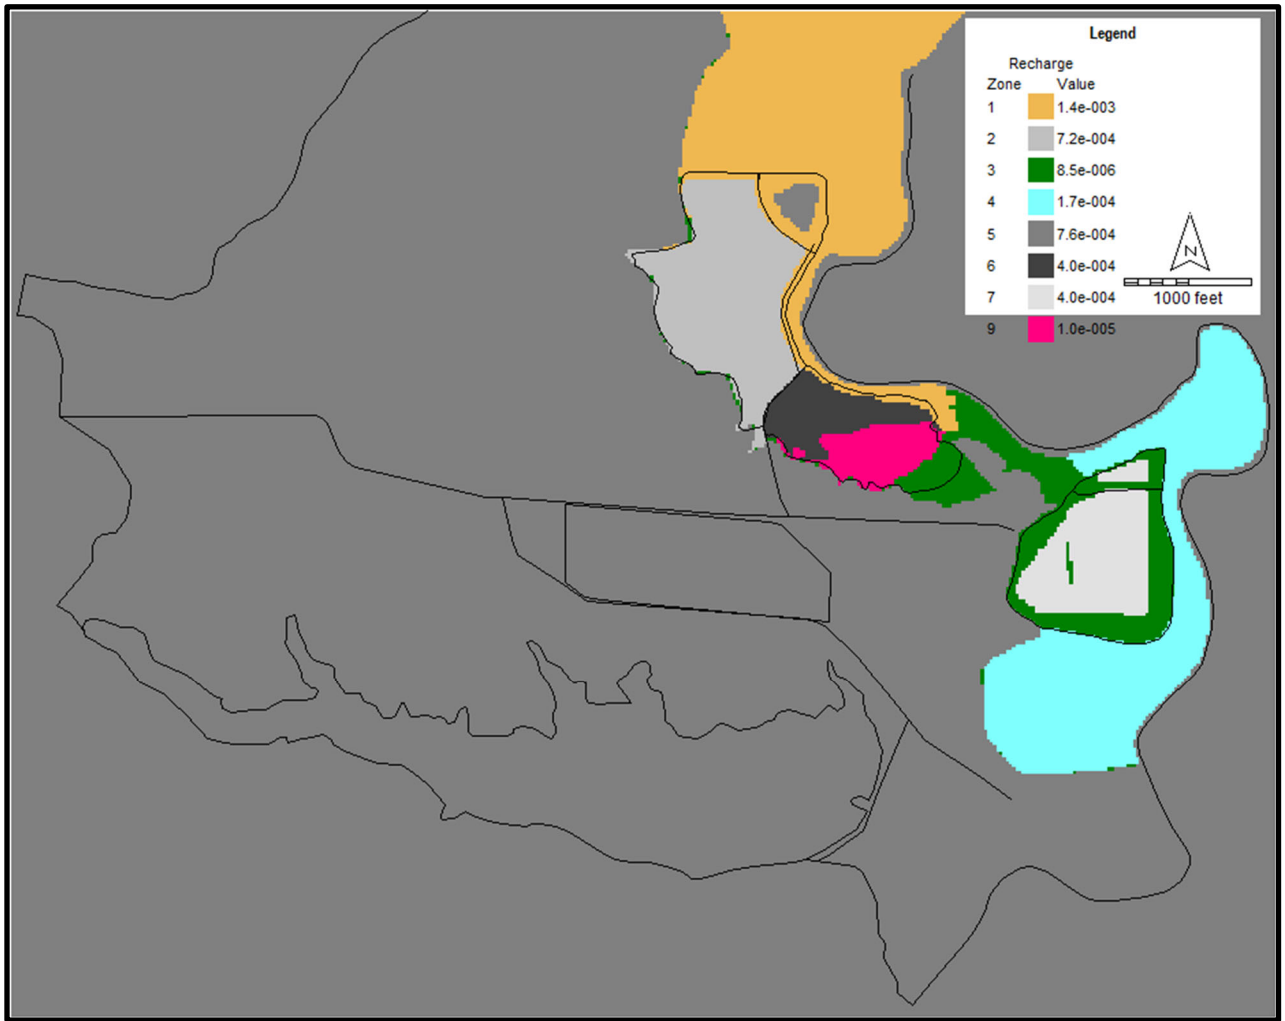 Legend
Recharge
Zone Value
1 1.4e-003
2 7.2e-004
3 8.5e-006
4 1.7e-004
5 7.6e-004
6 4.0e-004
7 4.0e-004
9 1.0e-005
N
1000 feet